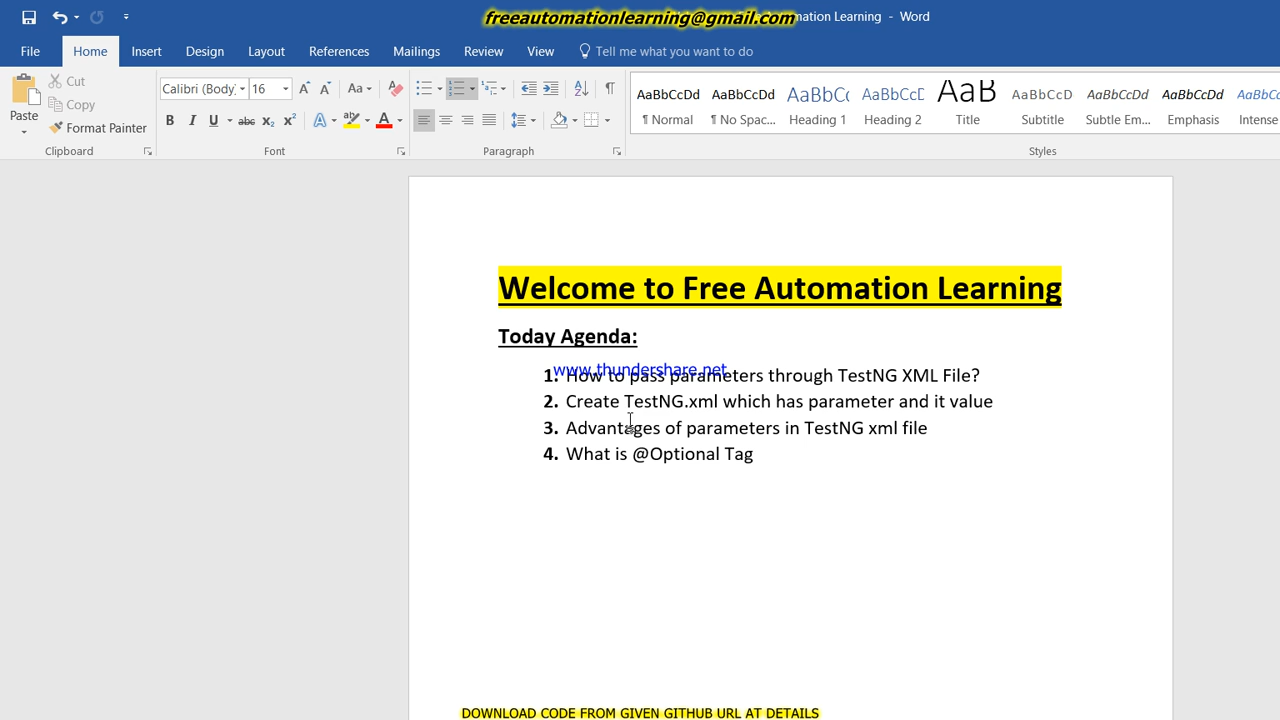 freeautomationlearning@gmail.com
mation Learning - Word
File Home Insert Design Layout References Mailings Review View Tell me what you want to do
Paste
Cut
Copy
Format Painter
Calibri (Body) 16
Aa
B I U abc x₂ x² A A
AaBbCcDd AaBbCcDd AaBbCc AaBbCcD AaB AaBbCcDd AaBbCcDd AaBbCcDd AaBbCcD
¶ Normal ¶ No Spac... Heading 1 Heading 2 Title Subtitle Subtle Em... Emphasis Intense
Clipboard Font Paragraph Styles
Welcome to Free Automation Learning
Today Agenda:
www.thundershare.net
1. How to pass parameters through TestNG XML File?
2. Create TestNG.xml which has parameter and it value
3. Advantages of parameters in TestNG xml file
4. What is @Optional Tag
DOWNLOAD CODE FROM GIVEN GITHUB URL AT DETAILS